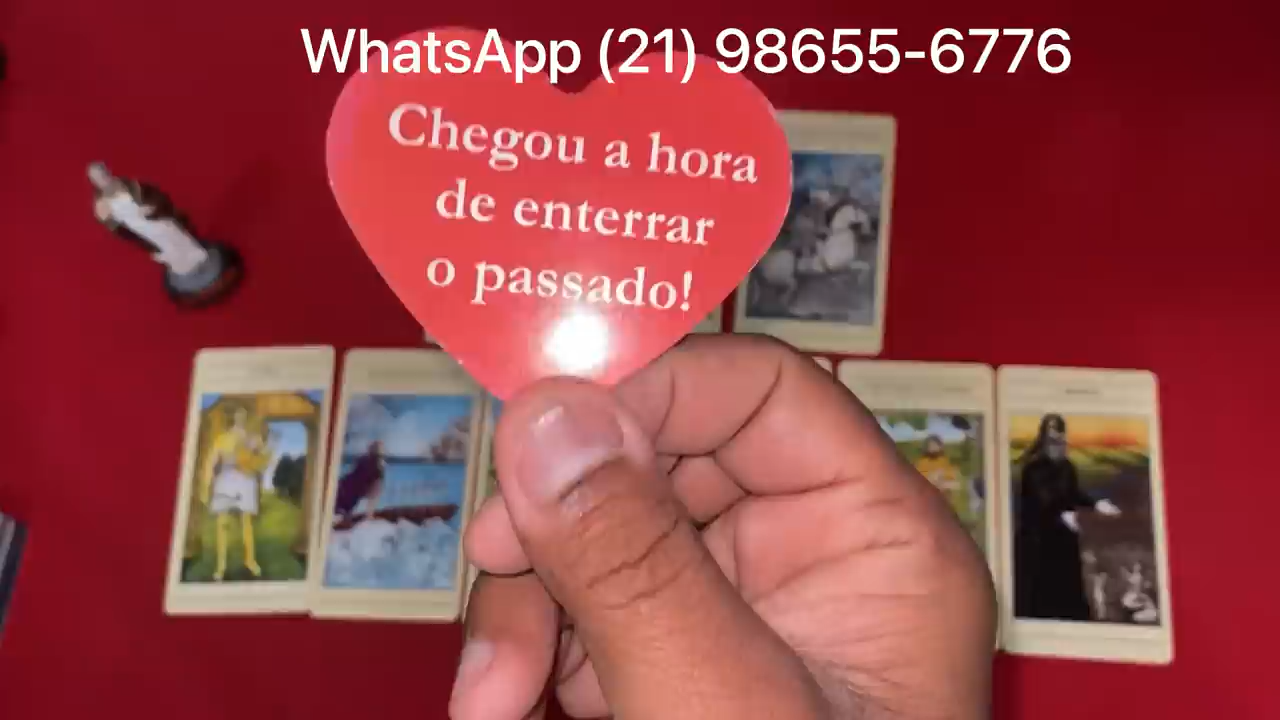 WhatsApp (21) 98655-6776
Chegou a hora
de enterrar
o passado!